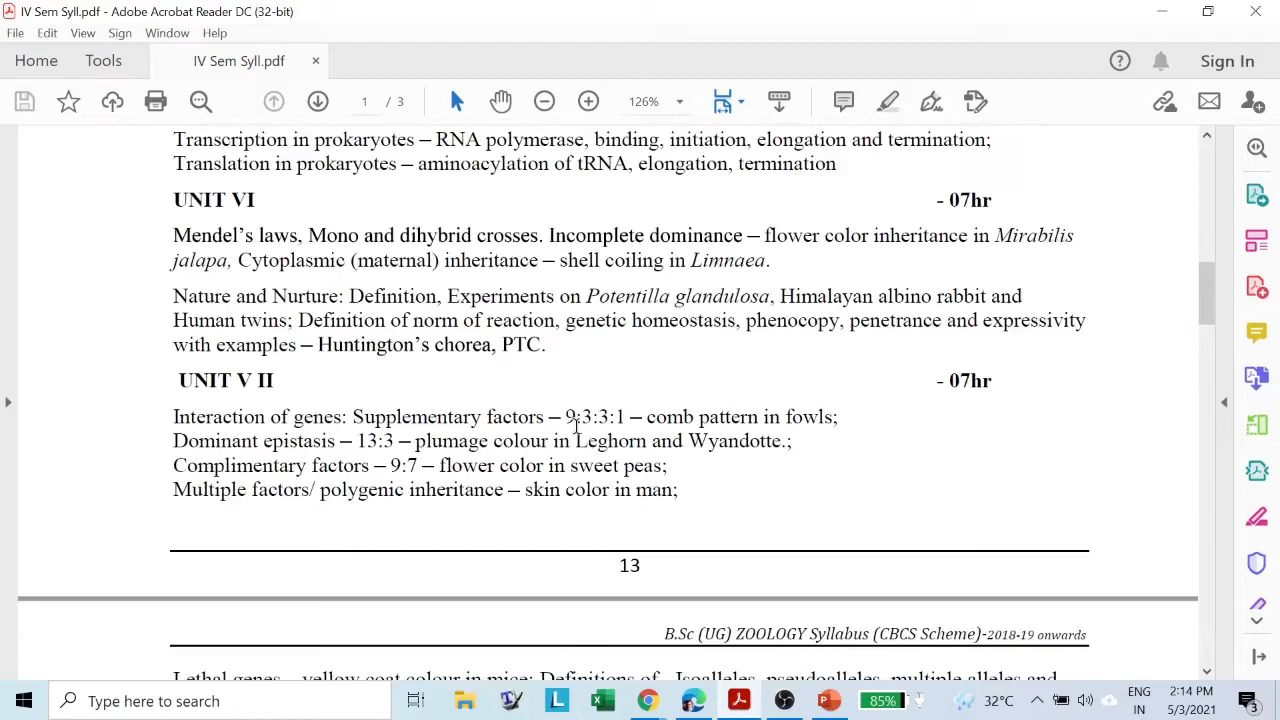 IV Sem Syll.pdf - Adobe Acrobat Reader DC (32-bit)
File Edit View Sign Window Help
Home Tools IV Sem Syll.pdf × Sign In
1 / 3 126%
Transcription in prokaryotes – RNA polymerase, binding, initiation, elongation and termination;
Translation in prokaryotes – aminoacylation of tRNA, elongation, termination
UNIT VI - 07hr
Mendel’s laws, Mono and dihybrid crosses. Incomplete dominance – flower color inheritance in Mirabilis
jalapa, Cytoplasmic (maternal) inheritance – shell coiling in Limnaea.
Nature and Nurture: Definition, Experiments on Potentilla glandulosa, Himalayan albino rabbit and
Human twins; Definition of norm of reaction, genetic homeostasis, phenocopy, penetrance and expressivity
with examples – Huntington’s chorea, PTC.
UNIT V II - 07hr
Interaction of genes: Supplementary factors – 9:3:3:1 – comb pattern in fowls;
Dominant epistasis – 13:3 – plumage colour in Leghorn and Wyandotte.;
Complimentary factors – 9:7 – flower color in sweet peas;
Multiple factors/ polygenic inheritance – skin color in man;
13
B.Sc (UG) ZOOLOGY Syllabus (CBCS Scheme)-2018-19 onwards
Lethal genes – yellow coat colour in mice; Definitions of - Isoalleles, pseudoalleles, multiple alleles and
Type here to search 85% 32°C ENG 2:14 PM
IN 5/3/2021 3